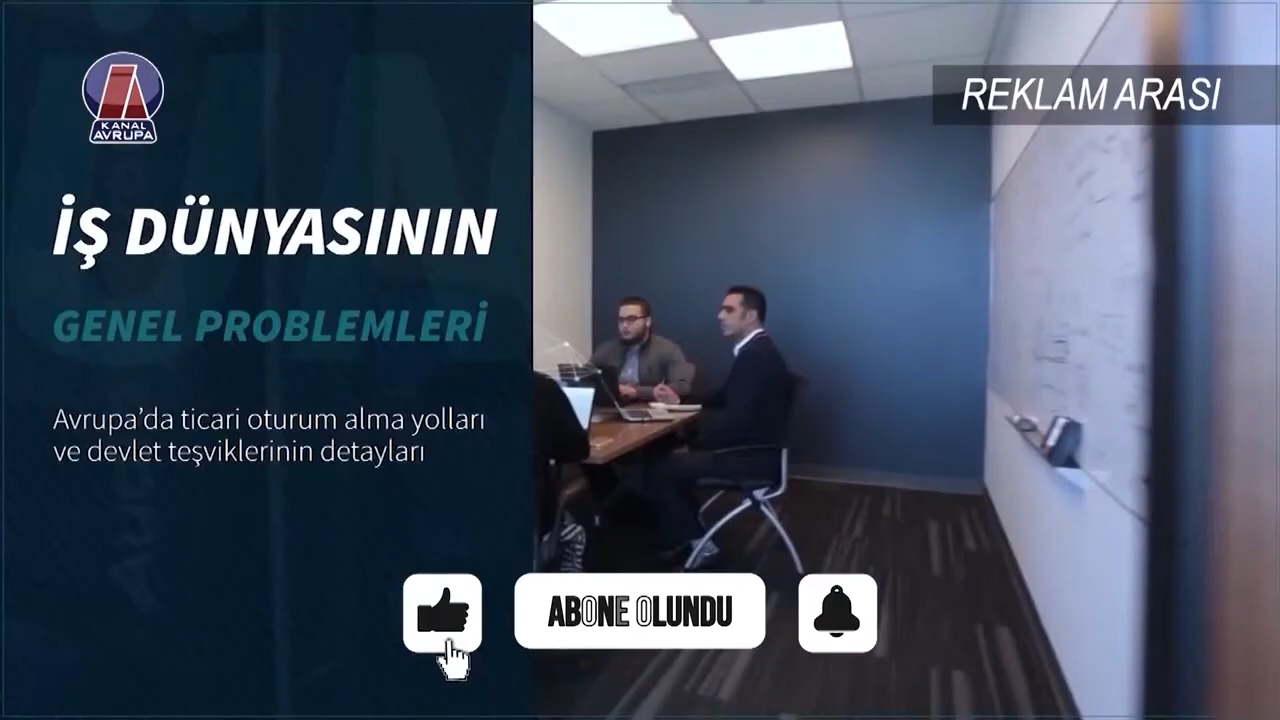 KANAL
AVRUPA
REKLAM ARASI
İŞ DÜNYASININ
GENEL PROBLEMLERİ
Avrupa’da ticari oturum alma yolları
ve devlet teşviklerinin detayları
ABONE OLUNDU